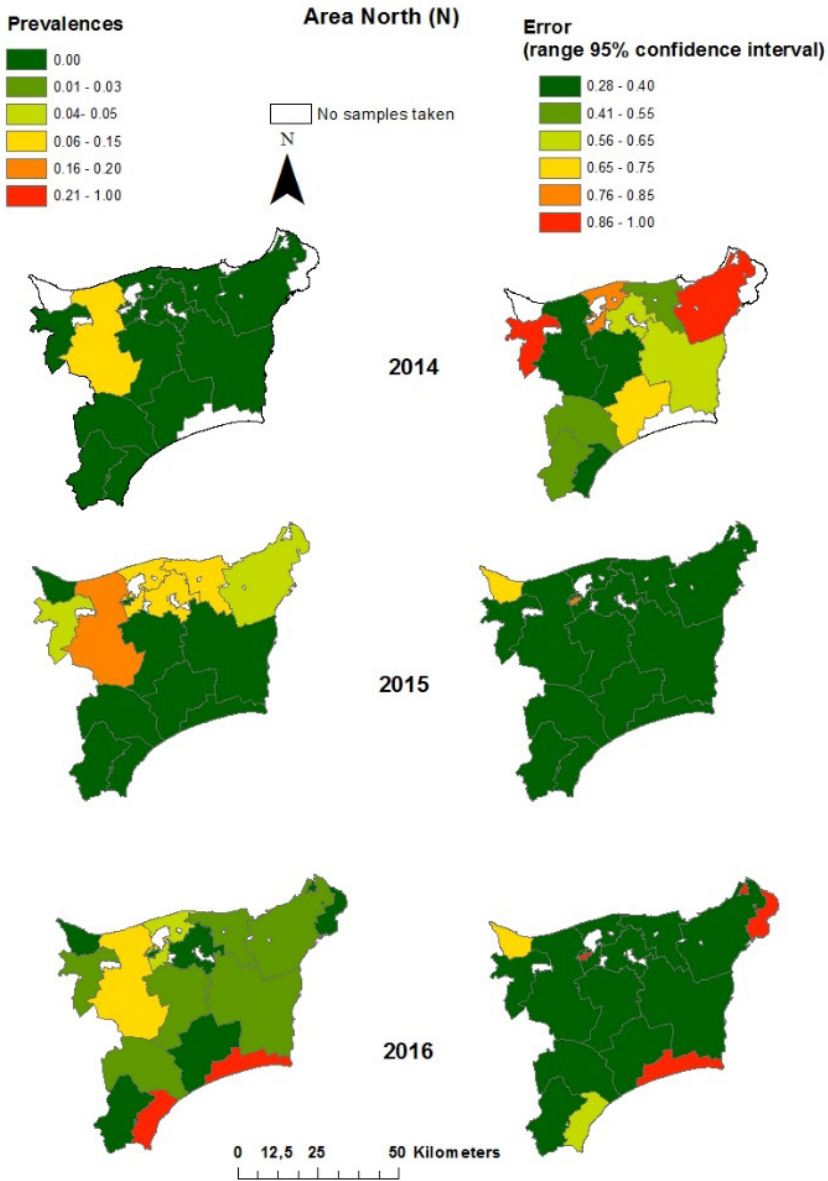 Area North (N)
Prevalences
0.00
0.01 - 0.03
0.04- 0.05
0.06 - 0.15
0.16 - 0.20
0.21 - 1.00
No samples taken
N
Error
(range 95% confidence interval)
0.28 - 0.40
0.41 - 0.55
0.56 - 0.65
0.65 - 0.75
0.76 - 0.85
0.86 - 1.00
2014
2015
2016
0 12,5 25 50 Kilometers